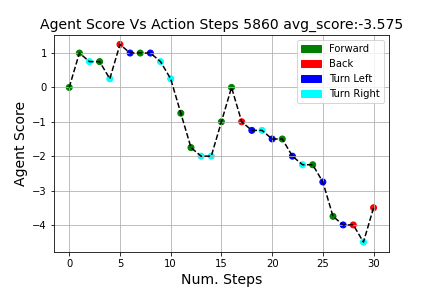 Agent Score Vs Action Steps 5860 avg_score:-3.575
Agent Score
1
0
−1
−2
−3
−4
Forward
Back
Turn Left
Turn Right
0 5 10 15 20 25 30
Num. Steps